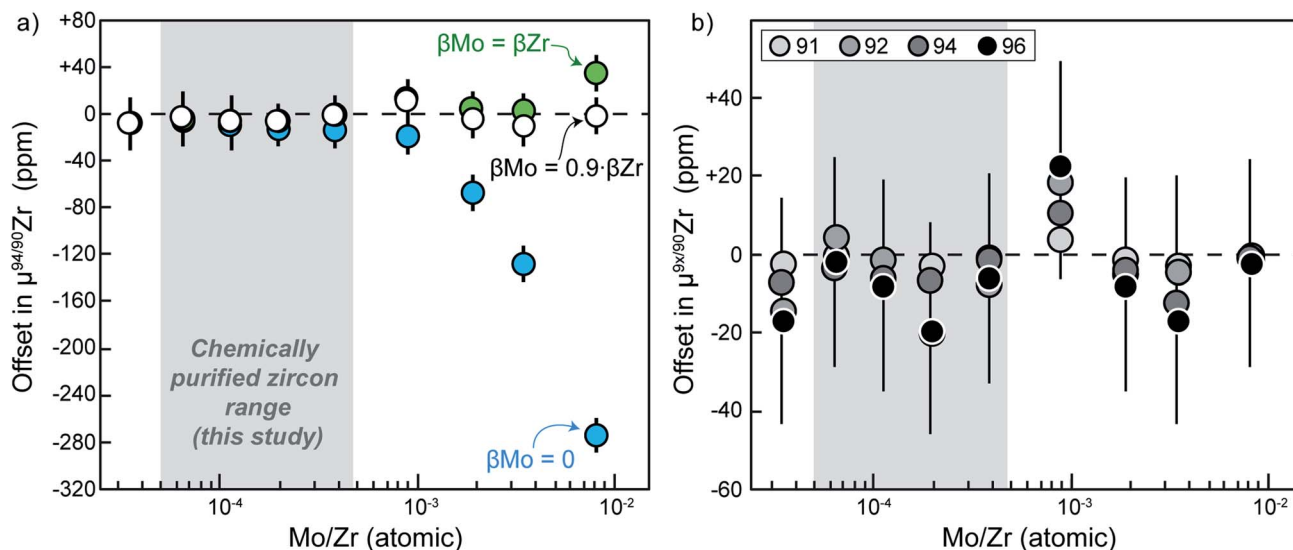 a)
Offset in μ⁹⁴/⁹⁰Zr (ppm)
+80
+40
0
-40
-80
-120
-160
-200
-240
-280
-320
βMo = βZr
βMo = 0.9·βZr
βMo = 0
Chemically
purified zircon
range
(this study)
10⁻⁴
10⁻³
10⁻²
Mo/Zr (atomic)
b)
Offset in μ⁹ˣ/⁹⁰Zr (ppm)
91 92 94 96
+40
+20
0
-20
-40
-60
10⁻⁴
10⁻³
10⁻²
Mo/Zr (atomic)